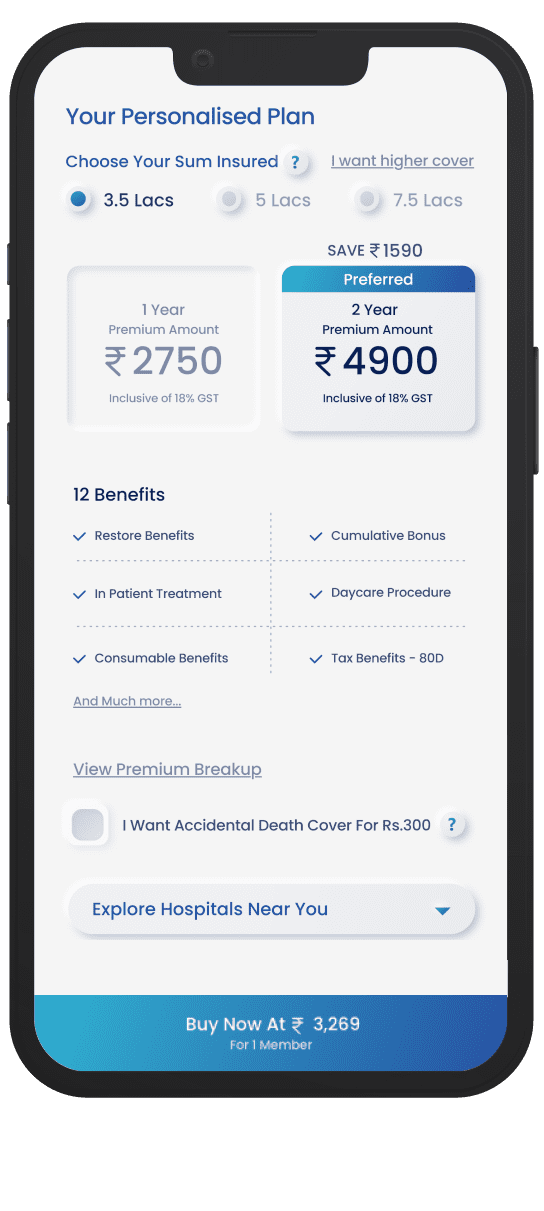 Your Personalised Plan
Choose Your Sum Insured ? I want higher cover
3.5 Lacs 5 Lacs 7.5 Lacs
SAVE ₹1590
Preferred
1 Year
Premium Amount
₹2750
Inclusive of 18% GST
2 Year
Premium Amount
₹4900
Inclusive of 18% GST
12 Benefits
Restore Benefits Cumulative Bonus
In Patient Treatment Daycare Procedure
Consumable Benefits Tax Benefits - 80D
And Much more...
View Premium Breakup
I Want Accidental Death Cover For Rs.300 ?
Explore Hospitals Near You
Buy Now At ₹ 3,269
For 1 Member